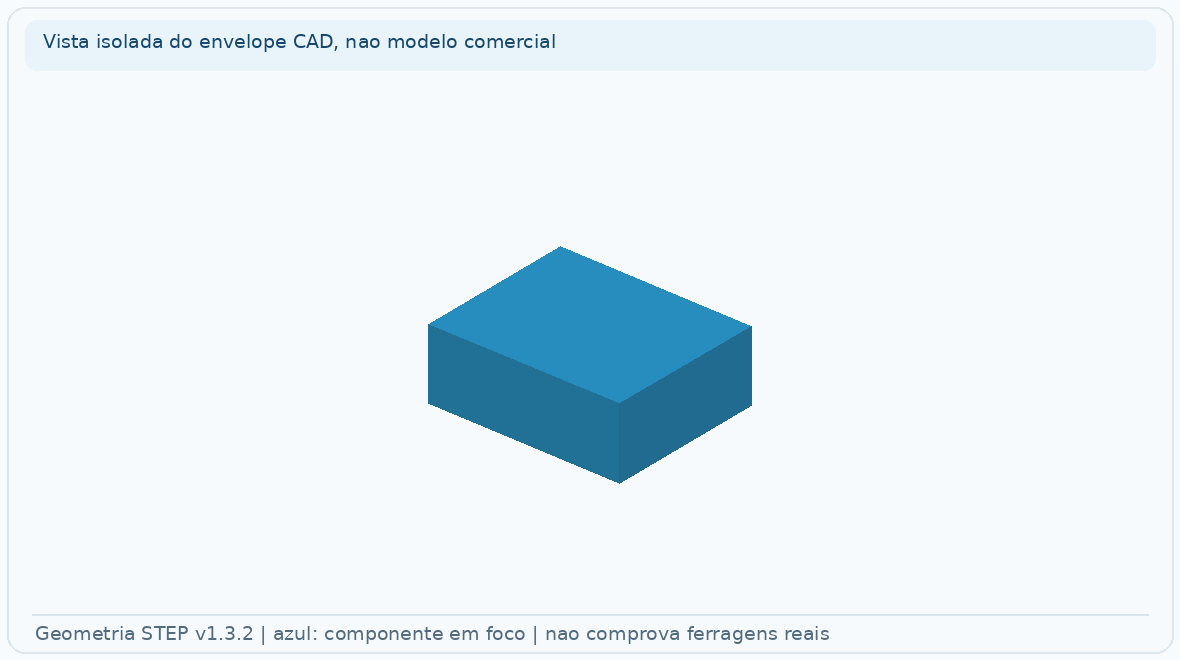 Vista isolada do envelope CAD, nao modelo comercial
Geometria STEP v1.3.2 | azul: componente em foco | nao comprova ferragens reais